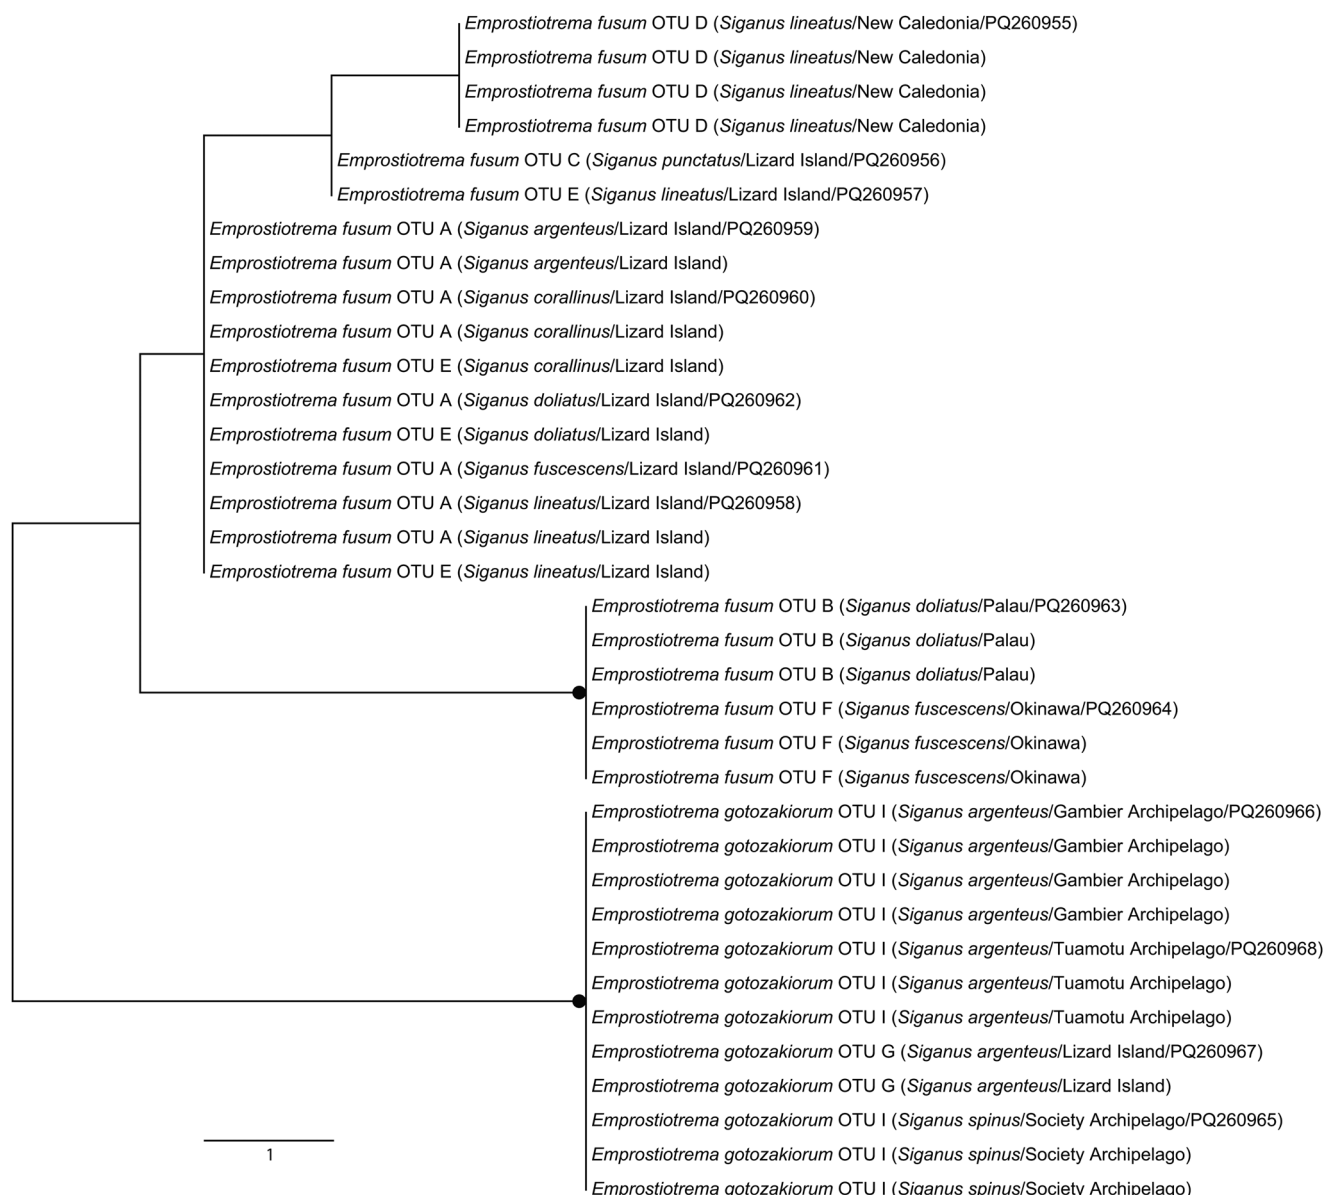 Emprostiotrema fusum OTU D (Siganus lineatus/New Caledonia/PQ260955)
Emprostiotrema fusum OTU D (Siganus lineatus/New Caledonia)
Emprostiotrema fusum OTU D (Siganus lineatus/New Caledonia)
Emprostiotrema fusum OTU D (Siganus lineatus/New Caledonia)
Emprostiotrema fusum OTU C (Siganus punctatus/Lizard Island/PQ260956)
Emprostiotrema fusum OTU E (Siganus lineatus/Lizard Island/PQ260957)
Emprostiotrema fusum OTU A (Siganus argenteus/Lizard Island/PQ260959)
Emprostiotrema fusum OTU A (Siganus argenteus/Lizard Island)
Emprostiotrema fusum OTU A (Siganus corallinus/Lizard Island/PQ260960)
Emprostiotrema fusum OTU A (Siganus corallinus/Lizard Island)
Emprostiotrema fusum OTU E (Siganus corallinus/Lizard Island)
Emprostiotrema fusum OTU A (Siganus doliatus/Lizard Island/PQ260962)
Emprostiotrema fusum OTU E (Siganus doliatus/Lizard Island)
Emprostiotrema fusum OTU A (Siganus fuscescens/Lizard Island/PQ260961)
Emprostiotrema fusum OTU A (Siganus lineatus/Lizard Island/PQ260958)
Emprostiotrema fusum OTU A (Siganus lineatus/Lizard Island)
Emprostiotrema fusum OTU E (Siganus lineatus/Lizard Island)
Emprostiotrema fusum OTU B (Siganus doliatus/Palau/PQ260963)
Emprostiotrema fusum OTU B (Siganus doliatus/Palau)
Emprostiotrema fusum OTU B (Siganus doliatus/Palau)
Emprostiotrema fusum OTU F (Siganus fuscescens/Okinawa/PQ260964)
Emprostiotrema fusum OTU F (Siganus fuscescens/Okinawa)
Emprostiotrema fusum OTU F (Siganus fuscescens/Okinawa)
Emprostiotrema gotozakiorum OTU I (Siganus argenteus/Gambier Archipelago/PQ260966)
Emprostiotrema gotozakiorum OTU I (Siganus argenteus/Gambier Archipelago)
Emprostiotrema gotozakiorum OTU I (Siganus argenteus/Gambier Archipelago)
Emprostiotrema gotozakiorum OTU I (Siganus argenteus/Gambier Archipelago)
Emprostiotrema gotozakiorum OTU I (Siganus argenteus/Tuamotu Archipelago/PQ260968)
Emprostiotrema gotozakiorum OTU I (Siganus argenteus/Tuamotu Archipelago)
Emprostiotrema gotozakiorum OTU I (Siganus argenteus/Tuamotu Archipelago)
Emprostiotrema gotozakiorum OTU G (Siganus argenteus/Lizard Island/PQ260967)
Emprostiotrema gotozakiorum OTU G (Siganus argenteus/Lizard Island)
Emprostiotrema gotozakiorum OTU I (Siganus spinus/Society Archipelago/PQ260965)
Emprostiotrema gotozakiorum OTU I (Siganus spinus/Society Archipelago)
Emprostiotrema gotozakiorum OTU I (Siganus spinus/Society Archipelago)
1